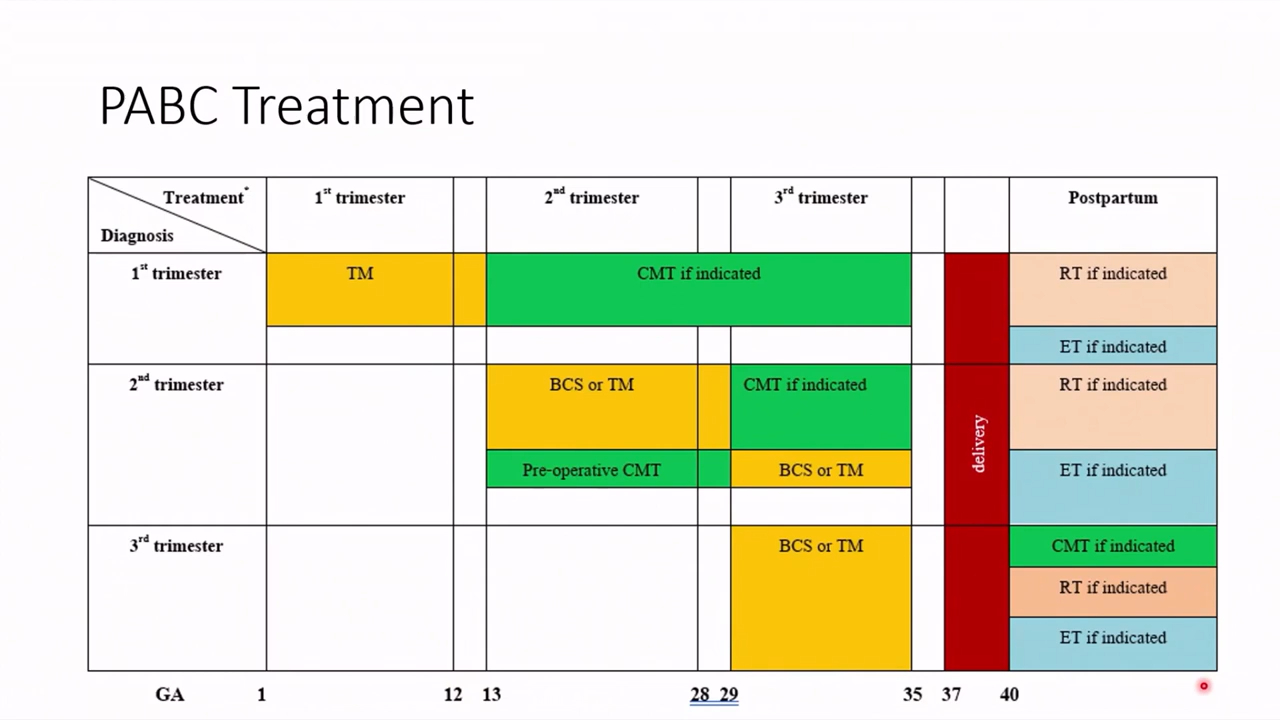 PABC Treatment
Treatment*
Diagnosis
1st trimester
2nd trimester
3rd trimester
Postpartum
1st trimester
TM
CMT if indicated
RT if indicated
ET if indicated
2nd trimester
BCS or TM
CMT if indicated
RT if indicated
Pre-operative CMT
BCS or TM
ET if indicated
delivery
3rd trimester
BCS or TM
CMT if indicated
RT if indicated
ET if indicated
GA 1 12 13 28 29 35 37 40